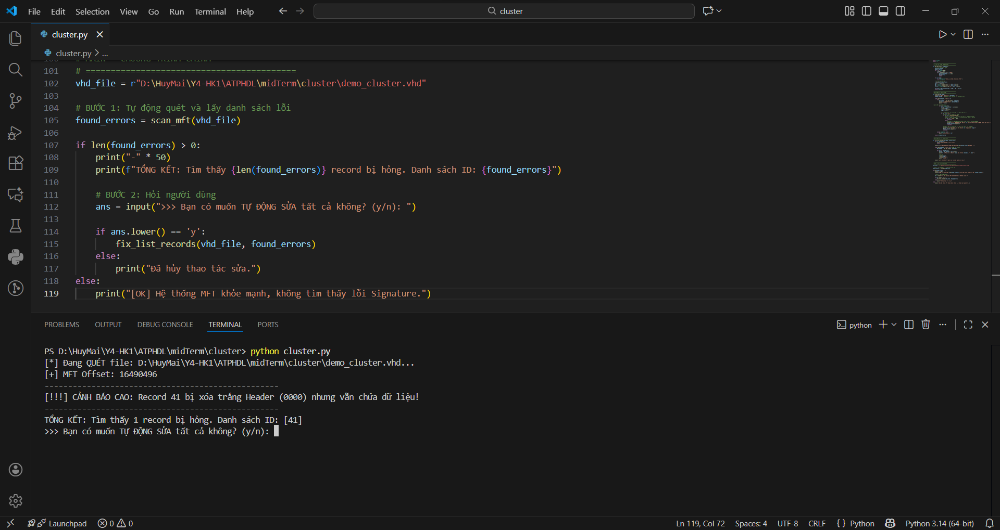 File Edit Selection View Go Run Terminal Help
cluster
cluster.py
cluster.py > ...
101 # ==========================================
102 vhd_file = r"D:\HuyMai\Y4-HK1\ATPHDL\midTerm\cluster\demo_cluster.vhd"
103
104 # BƯỚC 1: Tự động quét và lấy danh sách lỗi
105 found_errors = scan_mft(vhd_file)
106
107 if len(found_errors) > 0:
108 print("-" * 50)
109 print(f"TỔNG KẾT: Tìm thấy {len(found_errors)} record bị hỏng. Danh sách ID: {found_errors}")
110
111 # BƯỚC 2: Hỏi người dùng
112 ans = input(">>> Bạn có muốn TỰ ĐỘNG SỬA tất cả không? (y/n): ")
113
114 if ans.lower() == 'y':
115 fix_list_records(vhd_file, found_errors)
116 else:
117 print("Đã hủy thao tác sửa.")
118 else:
119 print("[OK] Hệ thống MFT khỏe mạnh, không tìm thấy lỗi Signature.")
PROBLEMS OUTPUT DEBUG CONSOLE TERMINAL PORTS
python
PS D:\HuyMai\Y4-HK1\ATPHDL\midTerm\cluster> python cluster.py
[*] Đang QUÉT file: D:\HuyMai\Y4-HK1\ATPHDL\midTerm\cluster\demo_cluster.vhd...
[+] MFT Offset: 16490496
--------------------------------------------------
[!!!] CẢNH BÁO CAO: Record 41 bị xóa trắng Header (0000) nhưng vẫn chứa dữ liệu!
--------------------------------------------------
TỔNG KẾT: Tìm thấy 1 record bị hỏng. Danh sách ID: [41]
>>> Bạn có muốn TỰ ĐỘNG SỬA tất cả không? (y/n):
Launchpad 0 0 Ln 119, Col 72 Spaces: 4 UTF-8 CRLF { } Python Python 3.14 (64-bit)